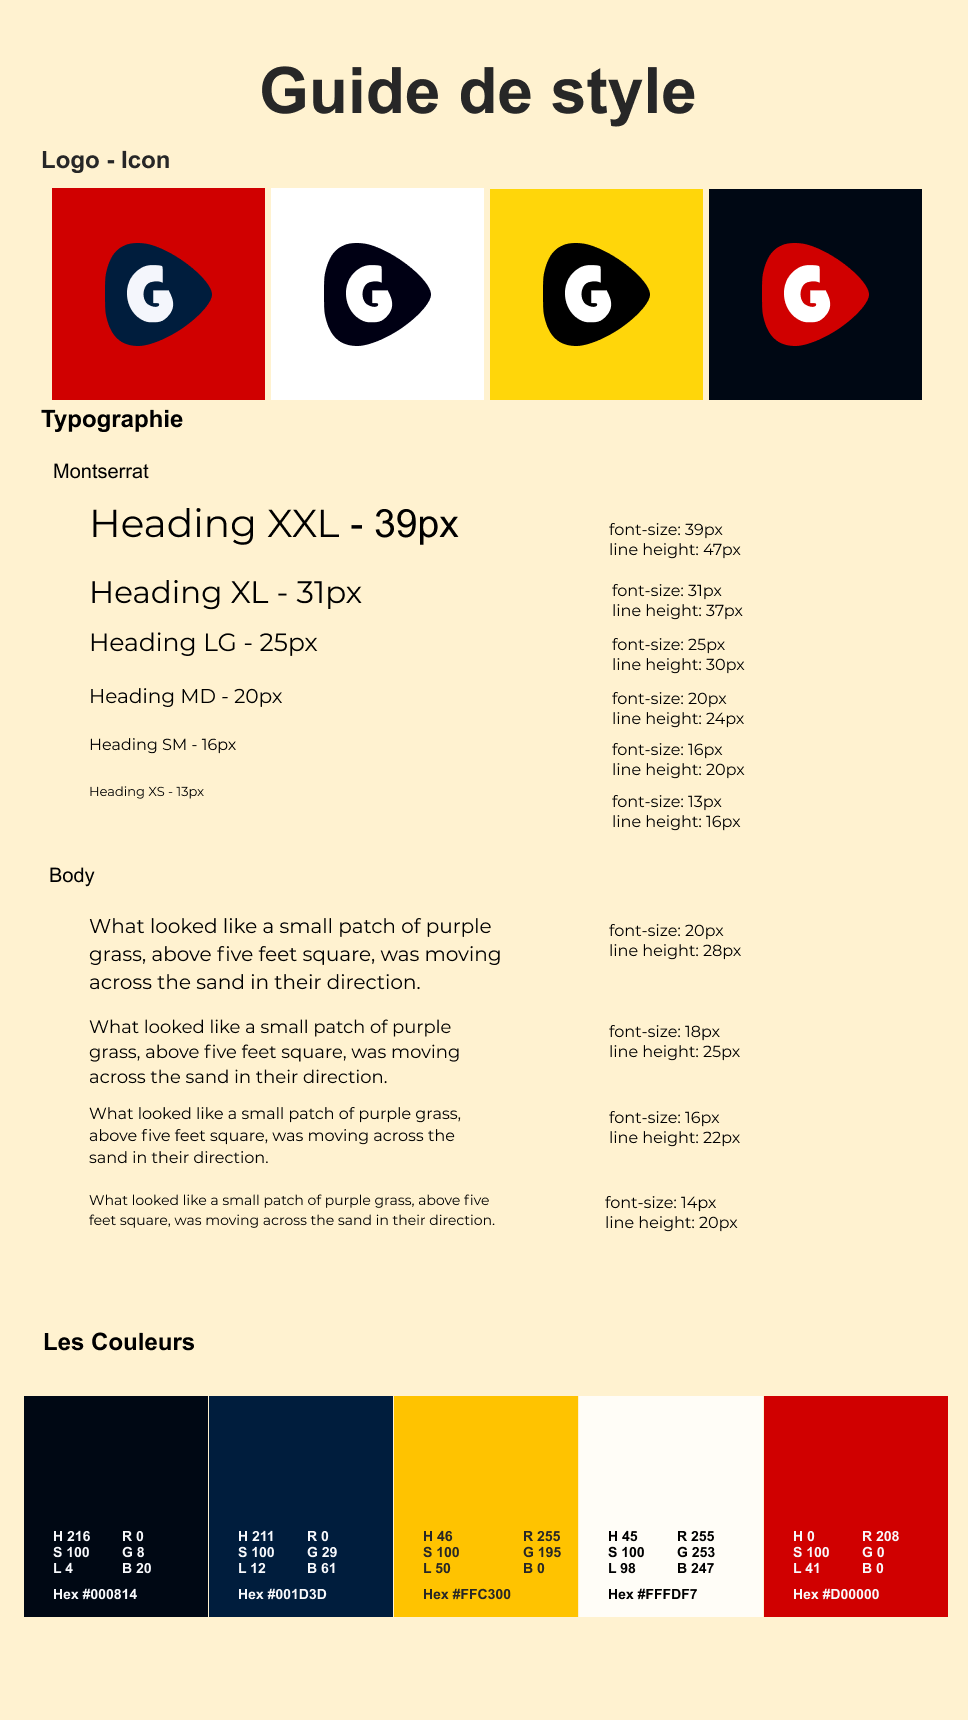 Guide de style
Logo - Icon
G
G
G
G
Typographie
Montserrat
Heading XXL - 39px
font-size: 39px
line height: 47px
Heading XL - 31px
font-size: 31px
line height: 37px
Heading LG - 25px
font-size: 25px
line height: 30px
Heading MD - 20px
font-size: 20px
line height: 24px
Heading SM - 16px
font-size: 16px
line height: 20px
Heading XS - 13px
font-size: 13px
line height: 16px
Body
What looked like a small patch of purple
grass, above five feet square, was moving
across the sand in their direction.
font-size: 20px
line height: 28px
What looked like a small patch of purple
grass, above five feet square, was moving
across the sand in their direction.
font-size: 18px
line height: 25px
What looked like a small patch of purple grass,
above five feet square, was moving across the
sand in their direction.
font-size: 16px
line height: 22px
What looked like a small patch of purple grass, above five
feet square, was moving across the sand in their direction.
font-size: 14px
line height: 20px
Les Couleurs
H 216 R 0
S 100 G 8
L 4 B 20
Hex #000814
H 211 R 0
S 100 G 29
L 12 B 61
Hex #001D3D
H 46 R 255
S 100 G 195
L 50 B 0
Hex #FFC300
H 45 R 255
S 100 G 253
L 98 B 247
Hex #FFFDF7
H 0 R 208
S 100 G 0
L 41 B 0
Hex #D00000